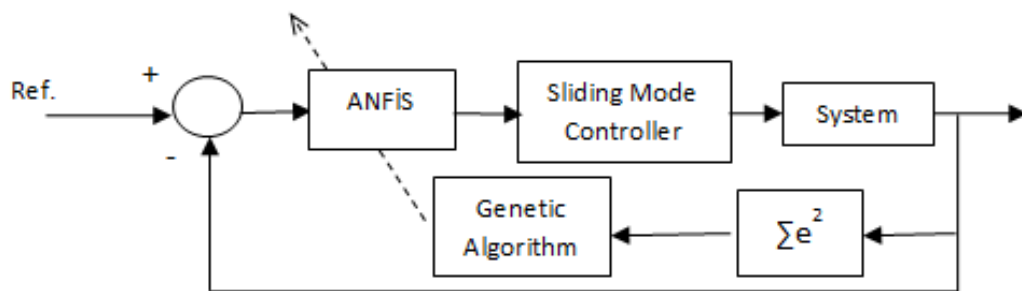 Ref.
+
-
ANFİS
Sliding Mode
Controller
System
Genetic
Algorithm
∑e²